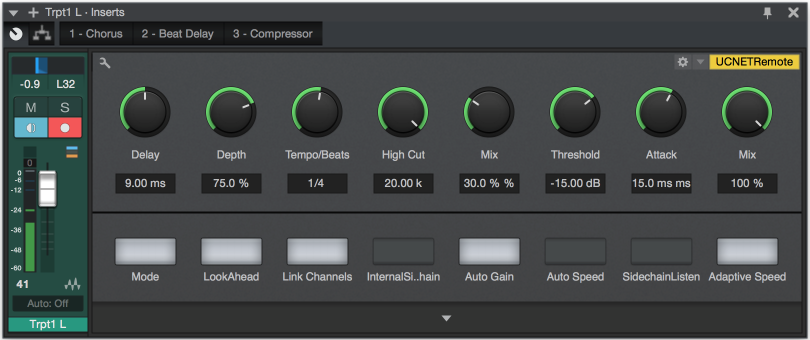 Trpt1 L · Inserts
1 - Chorus
2 - Beat Delay
3 - Compressor
UCNETRemote
-0.9
L32
M
S
Delay
Depth
Tempo/Beats
High Cut
Mix
Threshold
Attack
Mix
9.00 ms
75.0 %
1/4
20.00 k
30.0 % %
-15.00 dB
15.0 ms ms
100 %
0
0
-6
-12
-24
-36
-48
-60
Mode
LookAhead
Link Channels
InternalSi..hain
Auto Gain
Auto Speed
SidechainListen
Adaptive Speed
41
Auto: Off
Trpt1 L